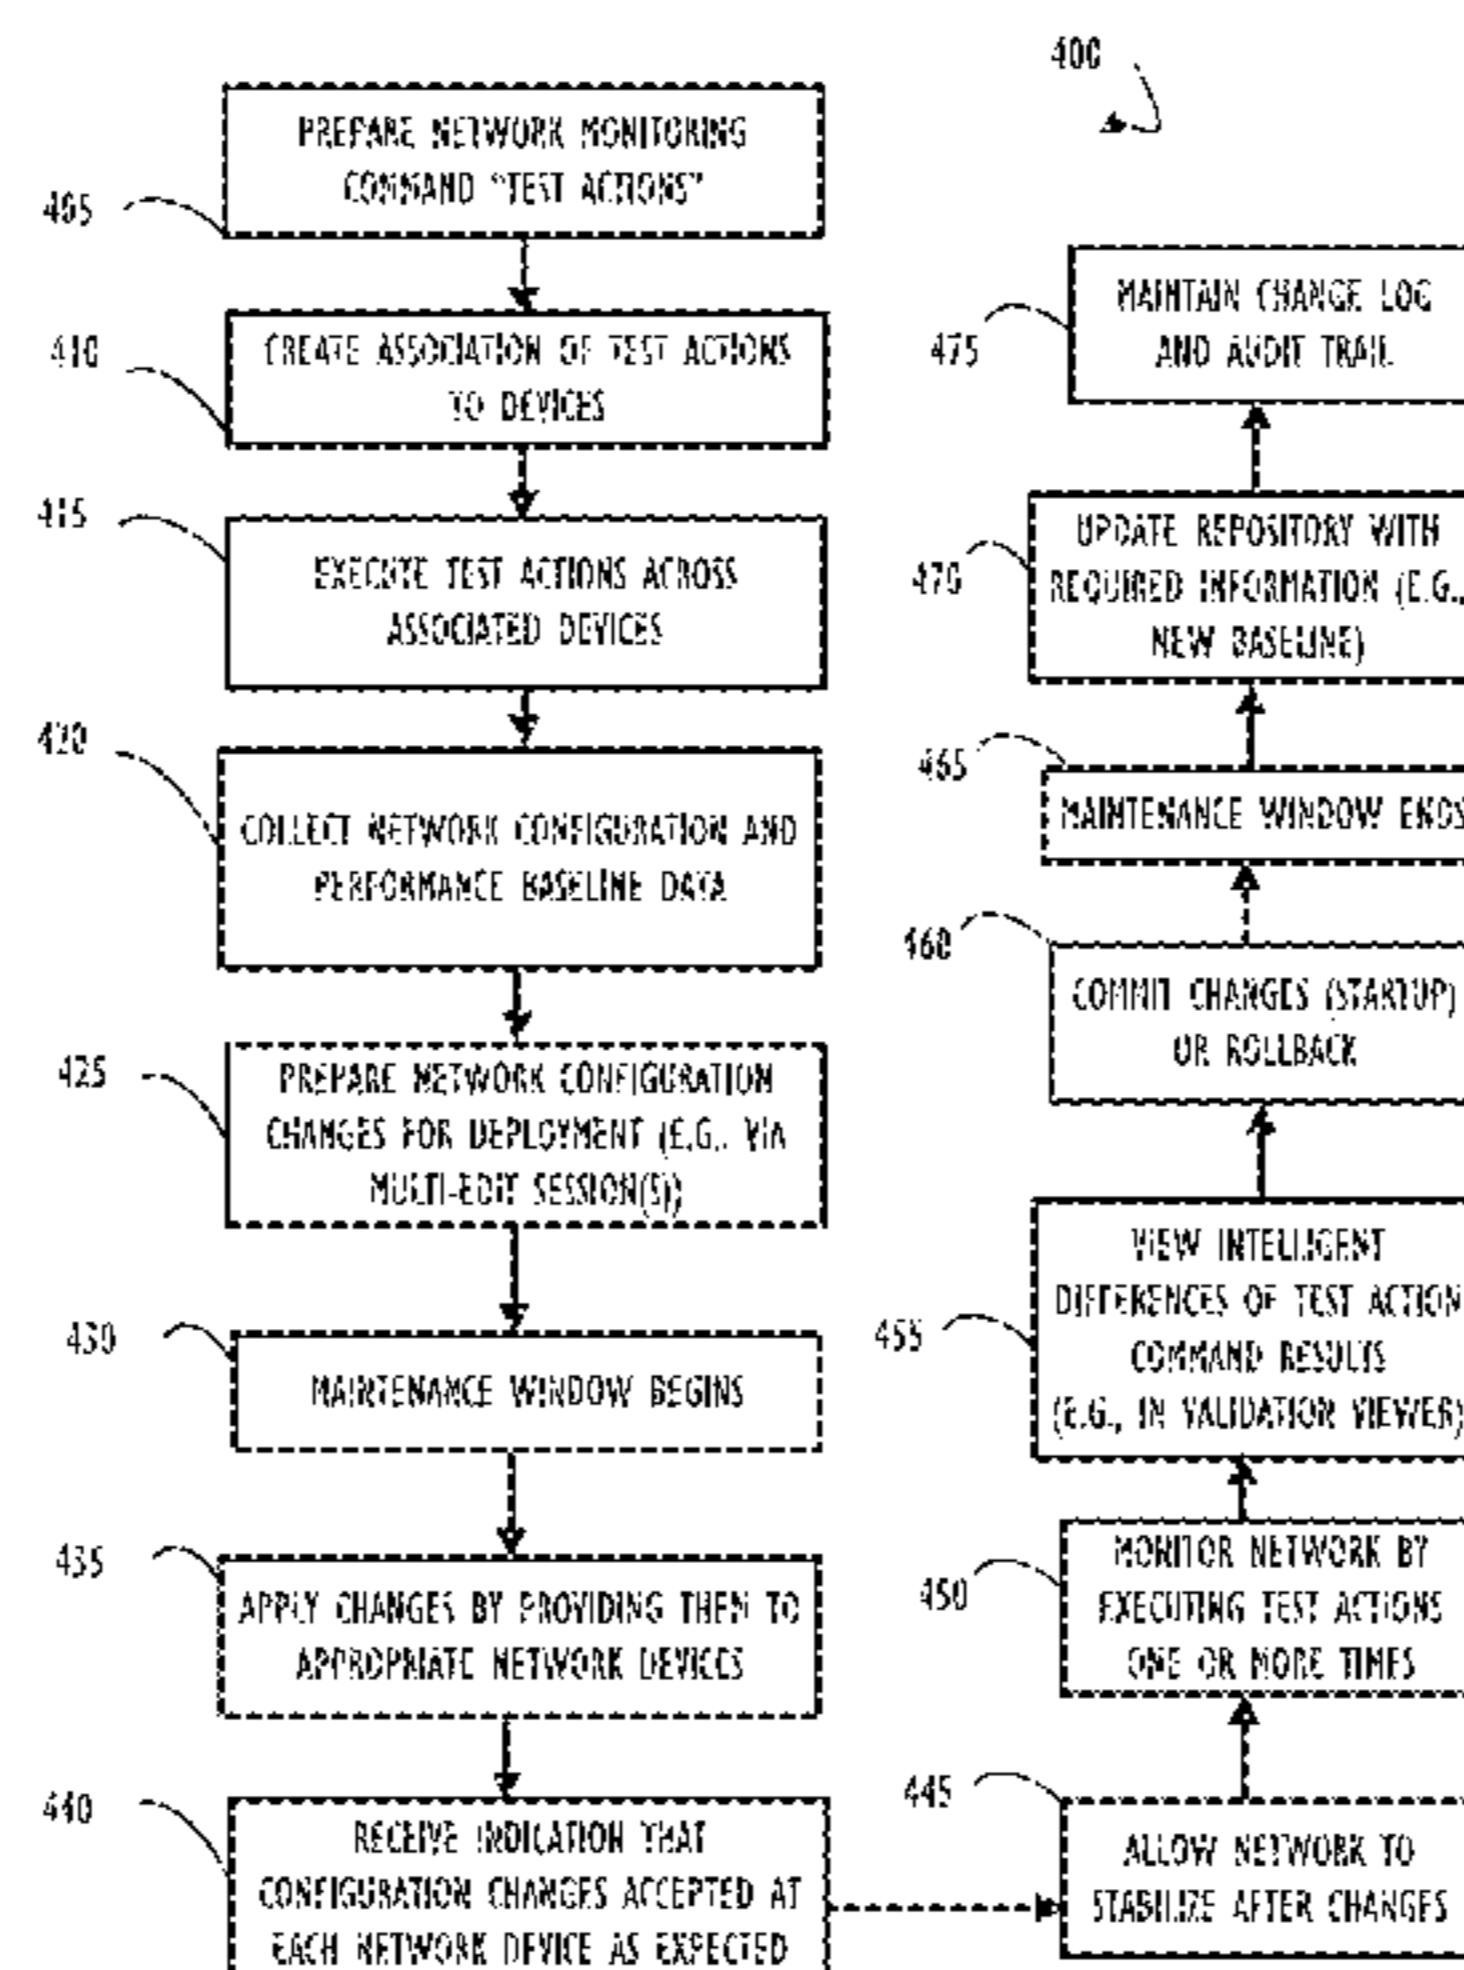 400
405
PREPARE NETWORK MONITORING
COMMAND "TEST ACTIONS"
410
CREATE ASSOCIATION OF TEST ACTIONS
TO DEVICES
415
EXECUTE TEST ACTIONS ACROSS
ASSOCIATED DEVICES
420
COLLECT NETWORK CONFIGURATION AND
PERFORMANCE BASELINE DATA
425
PREPARE NETWORK CONFIGURATION
CHANGES FOR DEPLOYMENT (E.G., VIA
MULTI-EDIT SESSION(S))
430
MAINTENANCE WINDOW BEGINS
435
APPLY CHANGES BY PROVIDING THEM TO
APPROPRIATE NETWORK DEVICES
440
RECEIVE INDICATION THAT
CONFIGURATION CHANGES ACCEPTED AT
EACH NETWORK DEVICE AS EXPECTED
445
ALLOW NETWORK TO
STABILIZE AFTER CHANGES
450
MONITOR NETWORK BY
EXECUTING TEST ACTIONS
ONE OR MORE TIMES
455
VIEW INTELLIGENT
DIFFERENCES OF TEST ACTION
COMMAND RESULTS
(E.G., IN VALIDATION VIEWER)
460
COMMIT CHANGES (STARTUP)
OR ROLLBACK
465
MAINTENANCE WINDOW ENDS
470
UPDATE REPOSITORY WITH
REQUIRED INFORMATION (E.G.,
NEW BASELINE)
475
MAINTAIN CHANGE LOG
AND AUDIT TRAIL